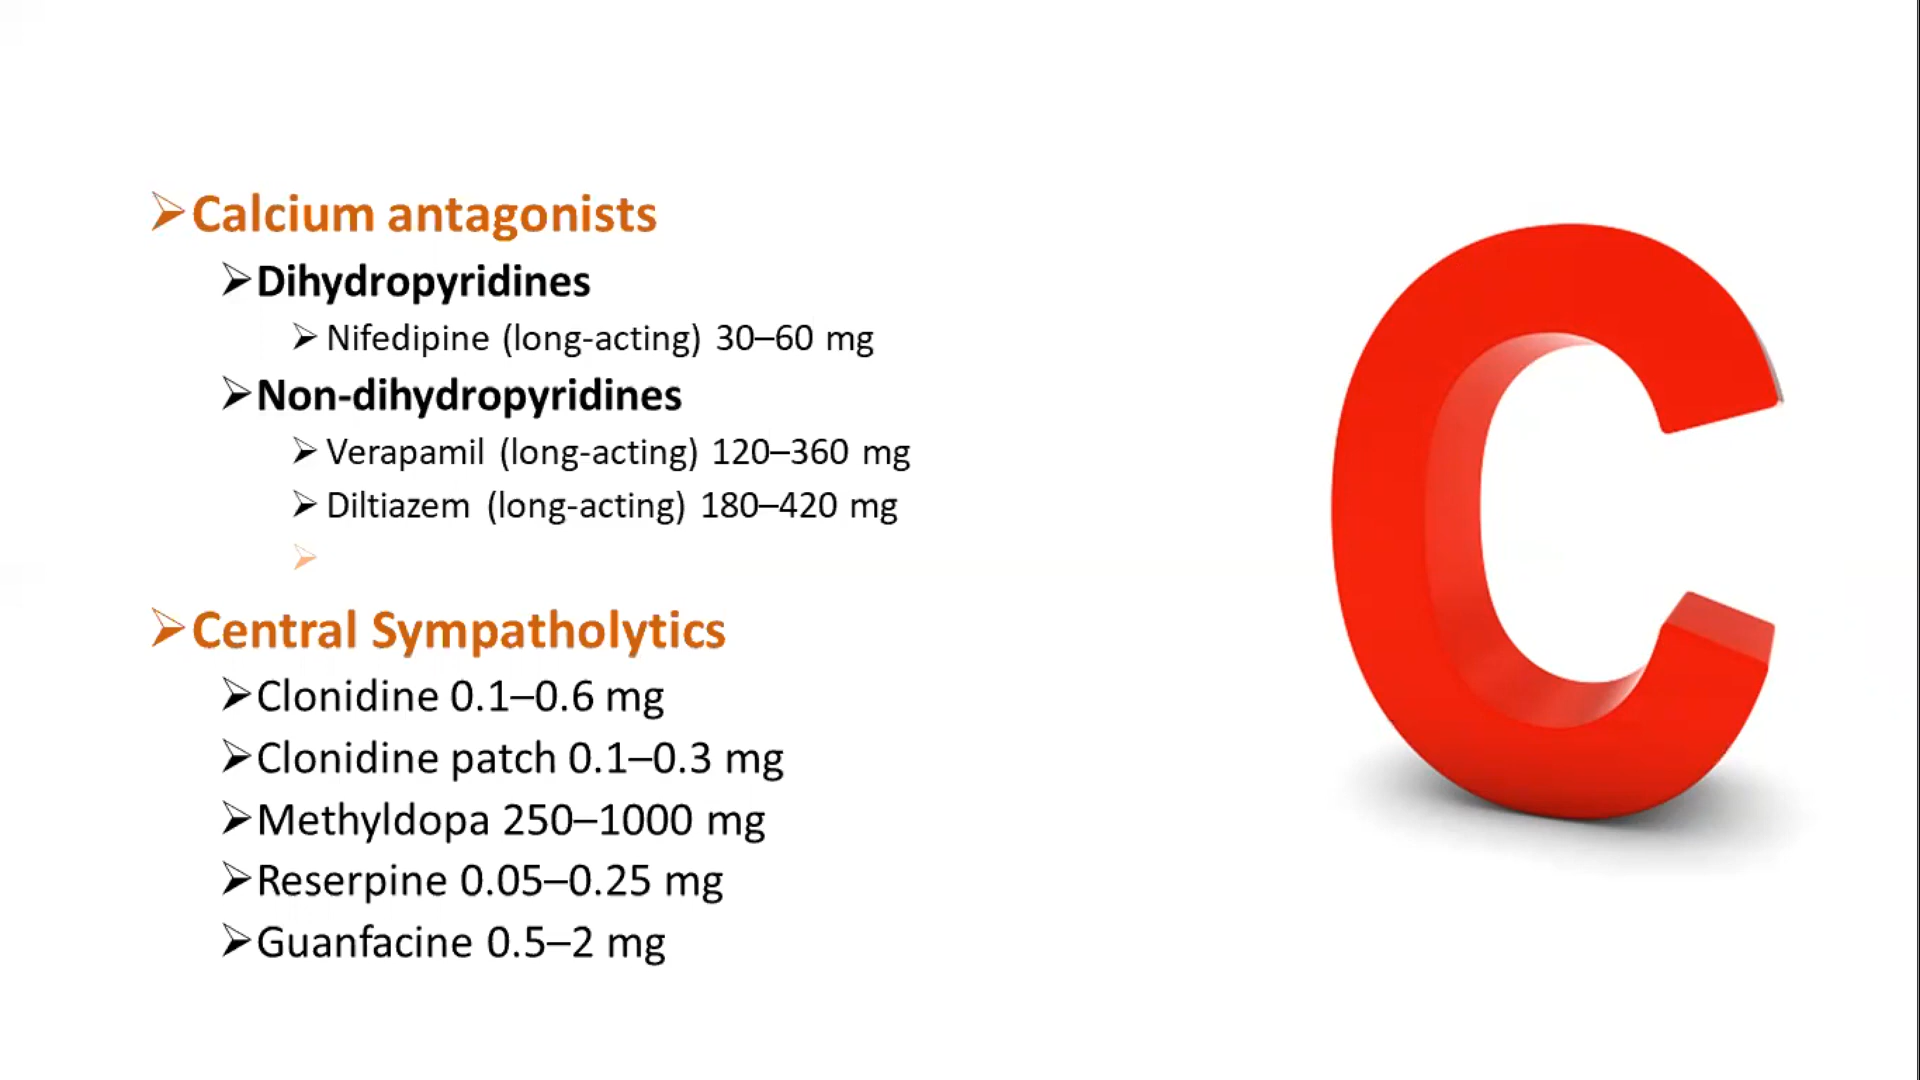 Calcium antagonists
Dihydropyridines
Nifedipine (long-acting) 30–60 mg
Non-dihydropyridines
Verapamil (long-acting) 120–360 mg
Diltiazem (long-acting) 180–420 mg
Central Sympatholytics
Clonidine 0.1–0.6 mg
Clonidine patch 0.1–0.3 mg
Methyldopa 250–1000 mg
Reserpine 0.05–0.25 mg
Guanfacine 0.5–2 mg
C